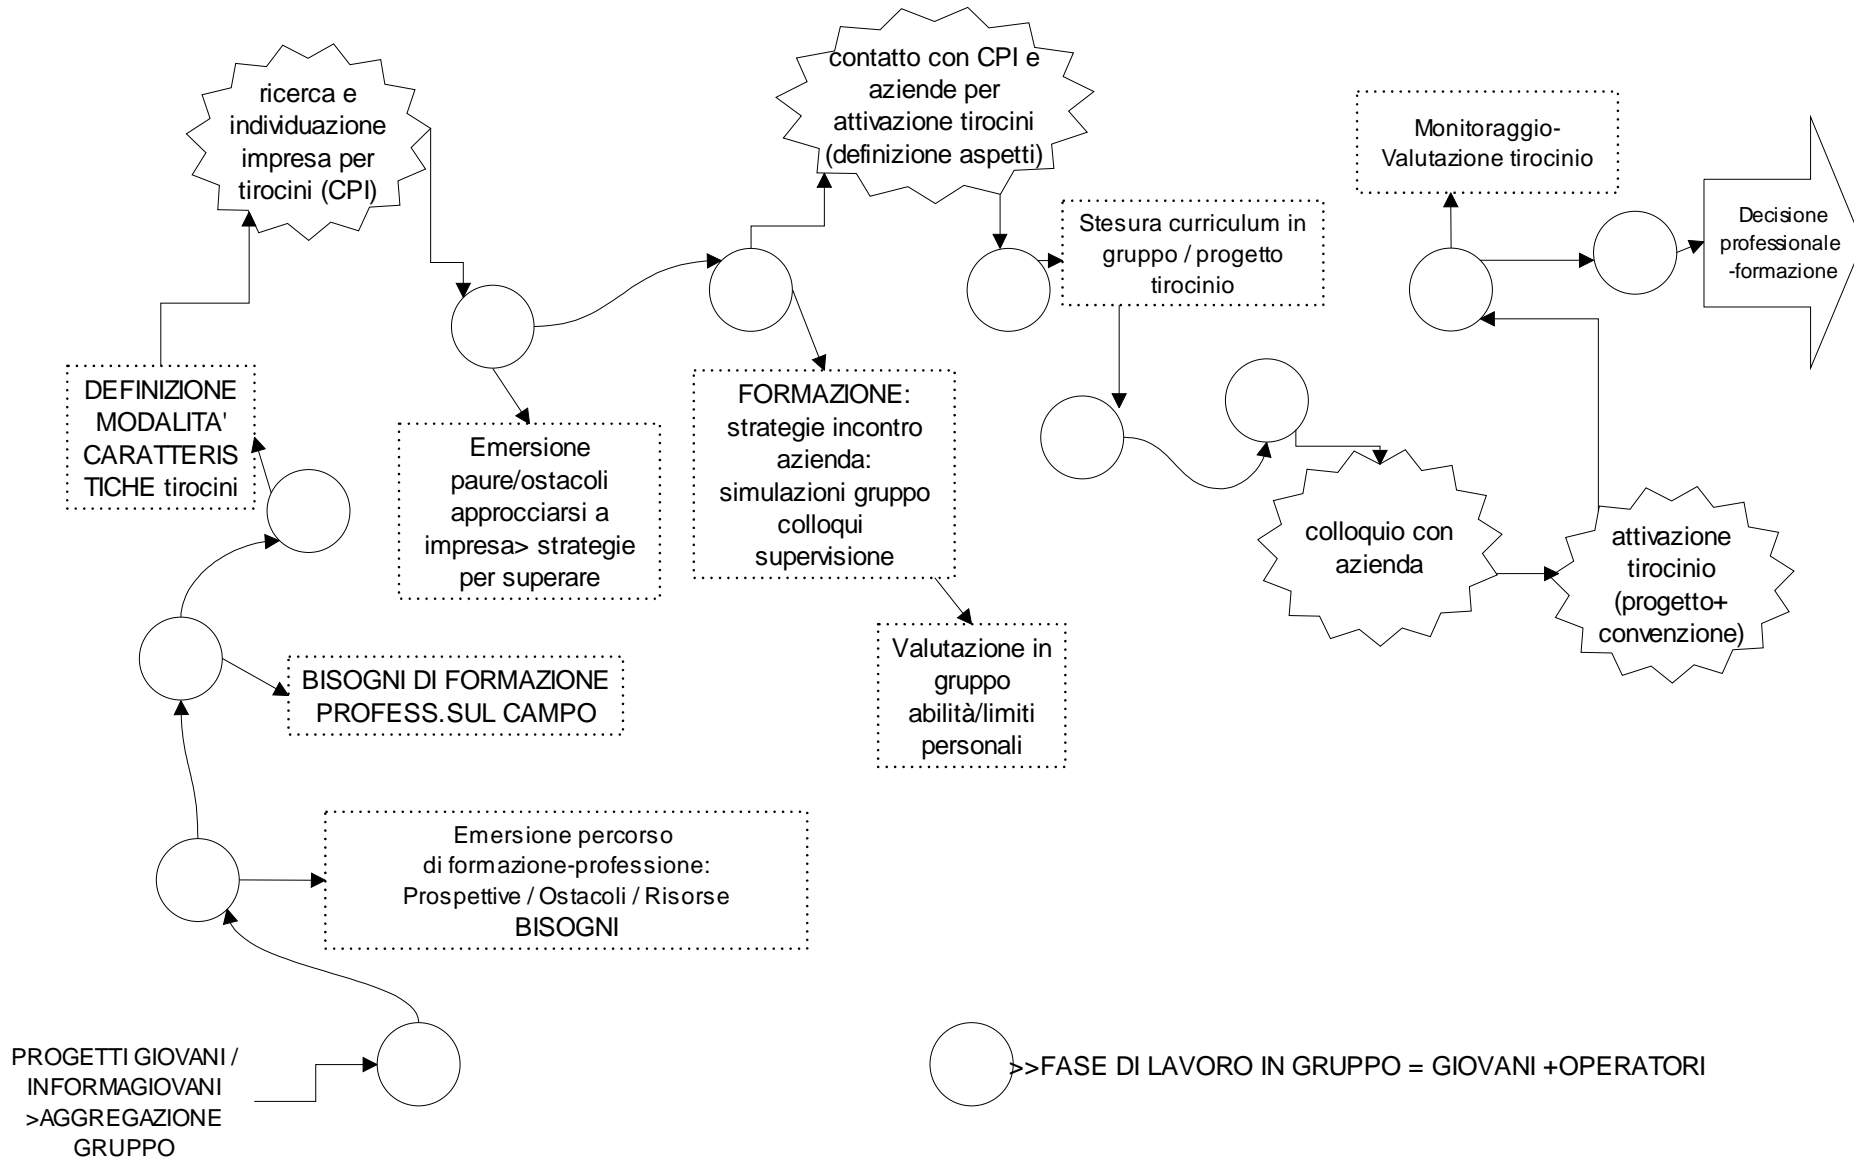 ricerca e
individuazione
impresa per
tirocini (CPI)
contatto con CPI e
aziende per
attivazione tirocini
(definizione aspetti)
Monitoraggio-
Valutazione tirocinio
Decisione
professionale
-formazione
Stesura curriculum in
gruppo / progetto
tirocinio
DEFINIZIONE
MODALITA'
CARATTERIS
TICHE tirocini
Emersione
paure/ostacoli
approcciarsi a
impresa> strategie
per superare
FORMAZIONE:
strategie incontro
azienda:
simulazioni gruppo
colloqui
supervisione
colloquio con
azienda
attivazione
tirocinio
(progetto+
convenzione)
Valutazione in
gruppo
abilità/limiti
personali
BISOGNI DI FORMAZIONE
PROFESS.SUL CAMPO
Emersione percorso
di formazione-professione:
Prospettive / Ostacoli / Risorse
BISOGNI
PROGETTI GIOVANI /
INFORMAGIOVANI
>AGGREGAZIONE
GRUPPO
>>FASE DI LAVORO IN GRUPPO = GIOVANI +OPERATORI